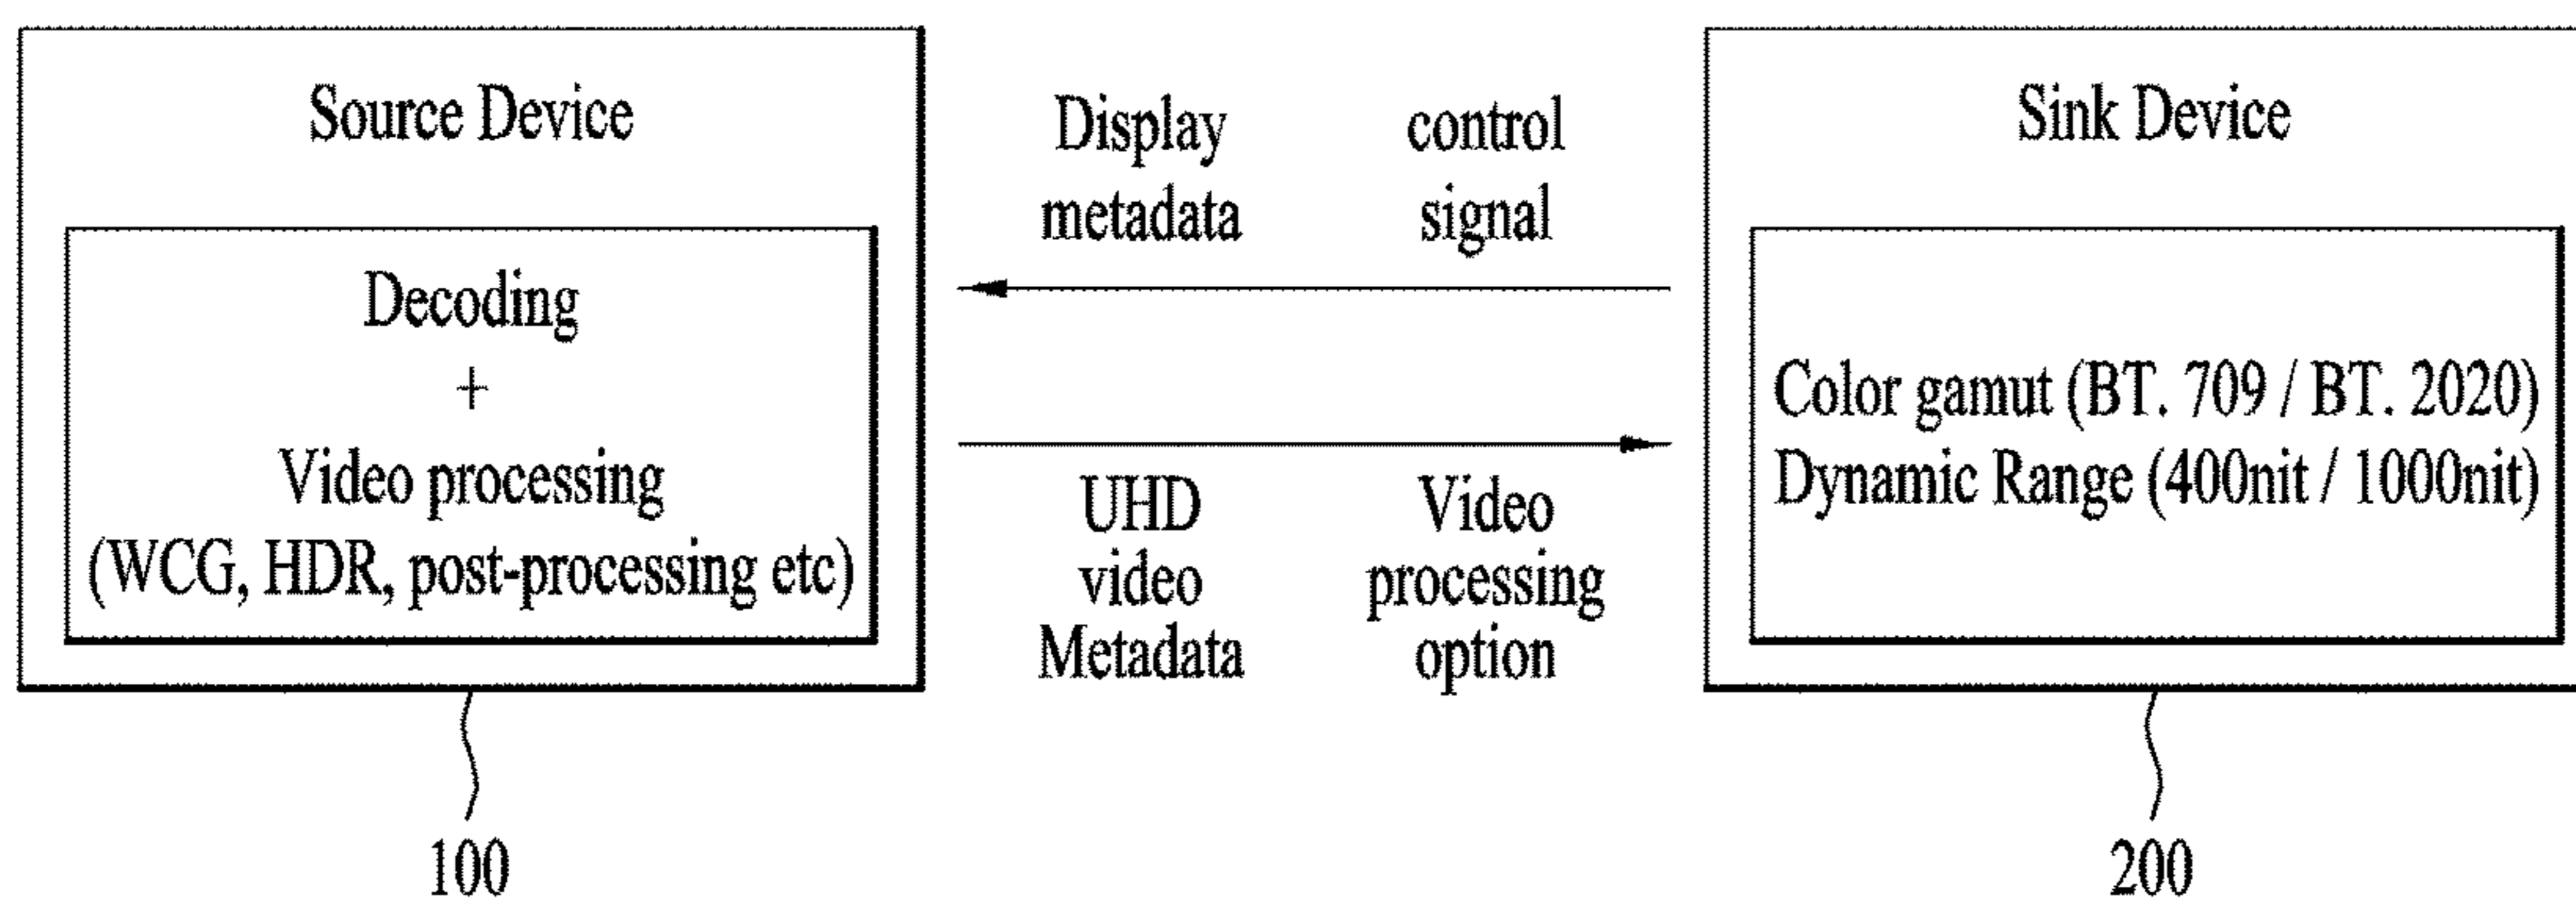 Source Device
Decoding
+
Video processing
(WCG, HDR, post-processing etc)
100
Display
metadata
control
signal
UHD
video
Metadata
Video
processing
option
Sink Device
Color gamut (BT. 709 / BT. 2020)
Dynamic Range (400nit / 1000nit)
200